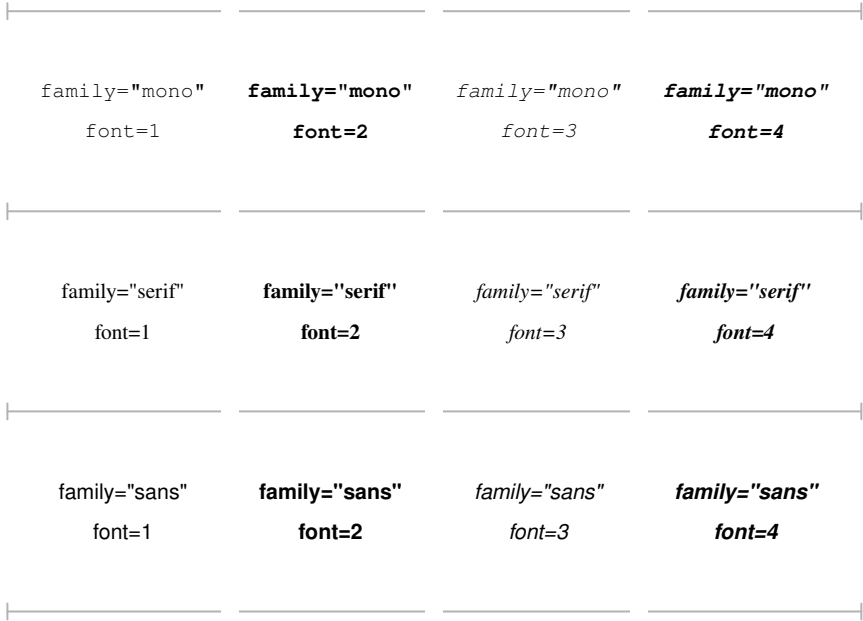 family="mono" family="mono" family="mono" family="mono"
font=1 font=2 font=3 font=4
family="serif" family="serif" family="serif" family="serif"
font=1 font=2 font=3 font=4
family="sans" family="sans" family="sans" family="sans"
font=1 font=2 font=3 font=4